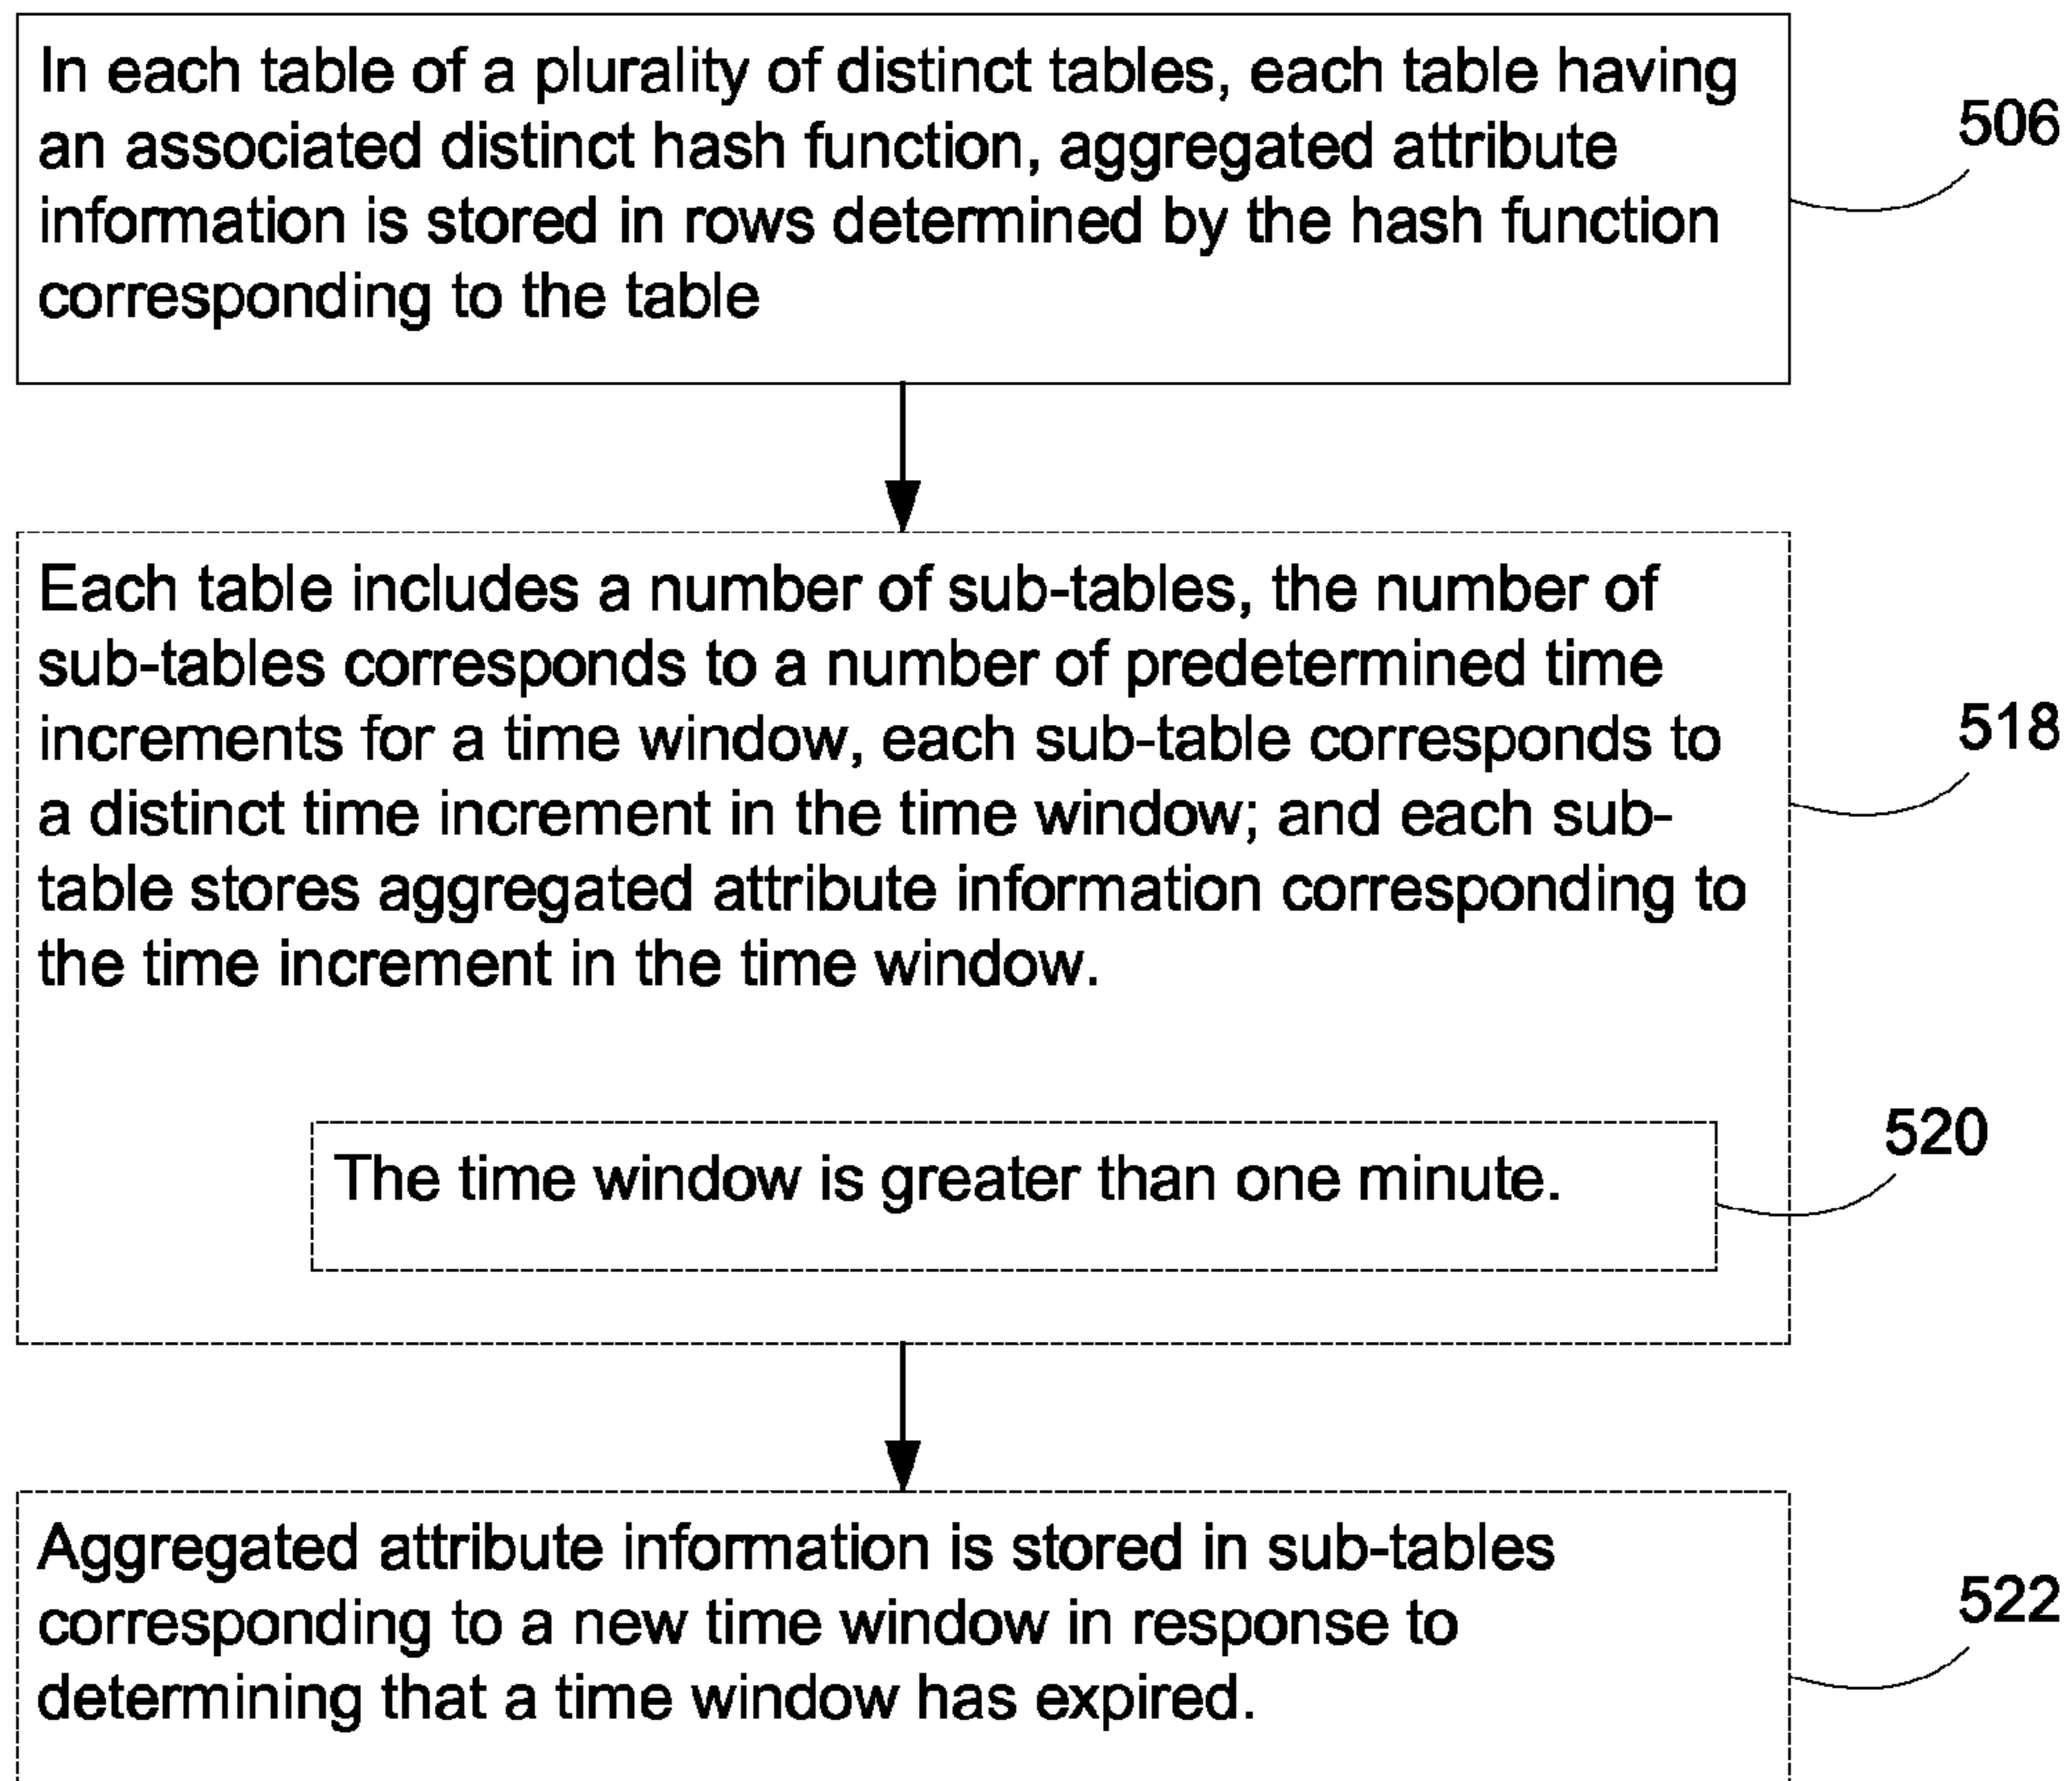 In each table of a plurality of distinct tables, each table having
an associated distinct hash function, aggregated attribute
information is stored in rows determined by the hash function
corresponding to the table
506
Each table includes a number of sub-tables, the number of
sub-tables corresponds to a number of predetermined time
increments for a time window, each sub-table corresponds to
a distinct time increment in the time window; and each sub-
table stores aggregated attribute information corresponding to
the time increment in the time window.
518
The time window is greater than one minute.
520
Aggregated attribute information is stored in sub-tables
corresponding to a new time window in response to
determining that a time window has expired.
522